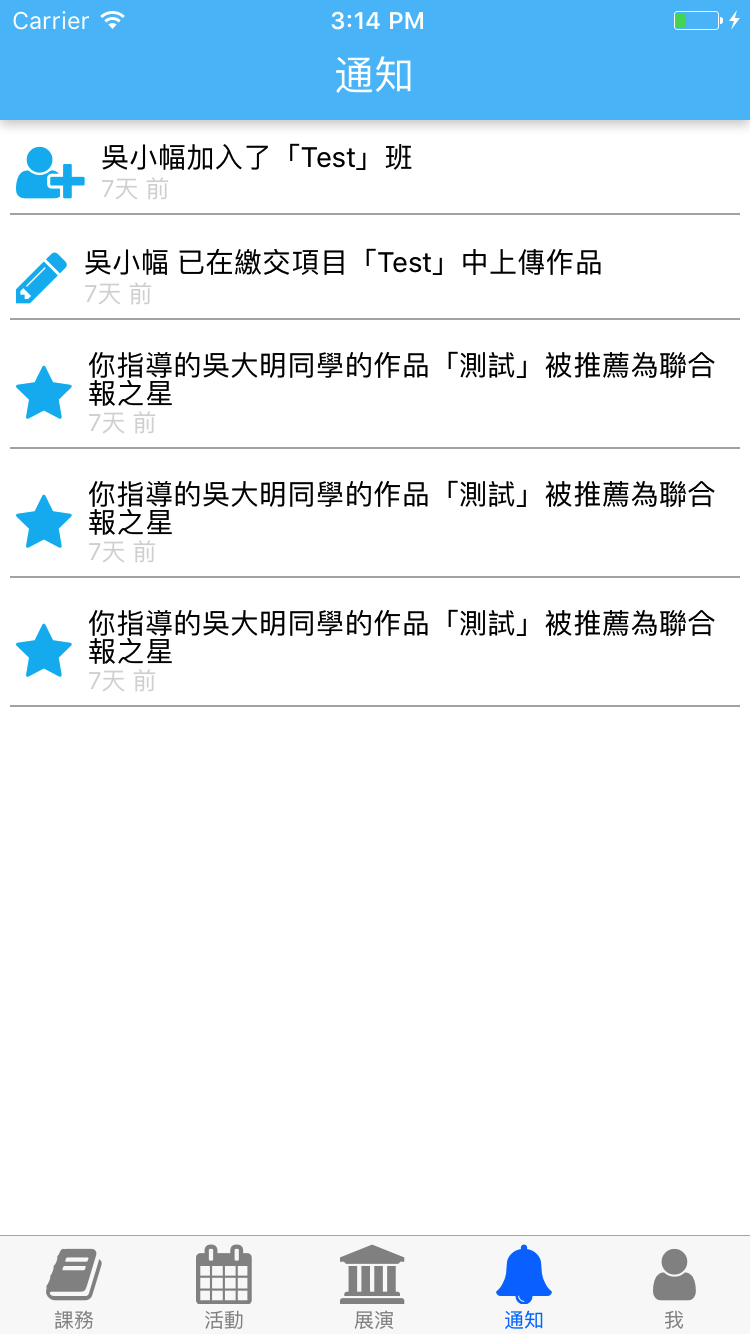 Carrier 3:14 PM
通知
吳小幅加入了「Test」班
7天 前
吳小幅 已在繳交項目「Test」中上傳作品
7天 前
你指導的吳大明同學的作品「測試」被推薦為聯合
報之星
7天 前
你指導的吳大明同學的作品「測試」被推薦為聯合
報之星
7天 前
你指導的吳大明同學的作品「測試」被推薦為聯合
報之星
7天 前
課務 活動 展演 通知 我